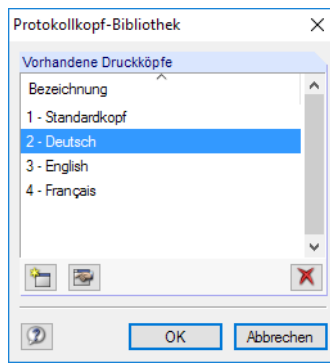 Protokollkopf-Bibliothek
Vorhandene Druckköpfe
Bezeichnung
1 - Standardkopf
2 - Deutsch
3 - English
4 - Français
OK
Abbrechen